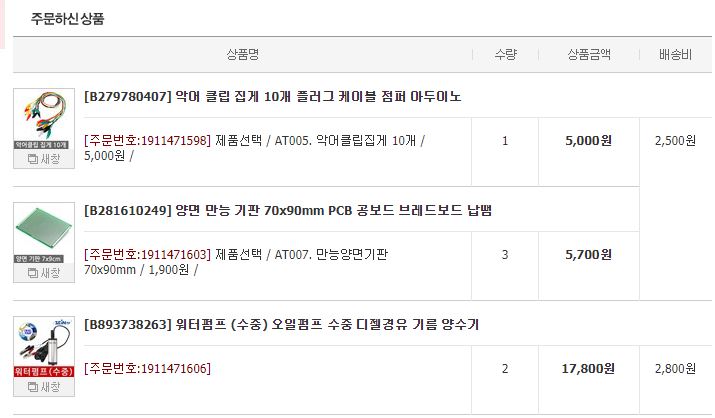 주문하신 상품
상품명 수량 상품금액 배송비
[B279780407] 악어 클립 집게 10개 플러그 케이블 점퍼 아두이노
악어클립 집게 10개
새창
[주문번호:1911471598] 제품선택 / AT005. 악어클립집게 10개 /
5,000원 /
1 5,000원 2,500원
[B281610249] 양면 만능 기판 70x90mm PCB 공보드 브레드보드 납땜
양면 기판 7x9cm
새창
[주문번호:1911471603] 제품선택 / AT007. 만능양면기판
70x90mm / 1,900원 /
3 5,700원
[B893738263] 워터펌프 (수중) 오일펌프 수중 디젤경유 기름 양수기
워터펌프(수중)
새창
[주문번호:1911471606]
2 17,800원 2,800원